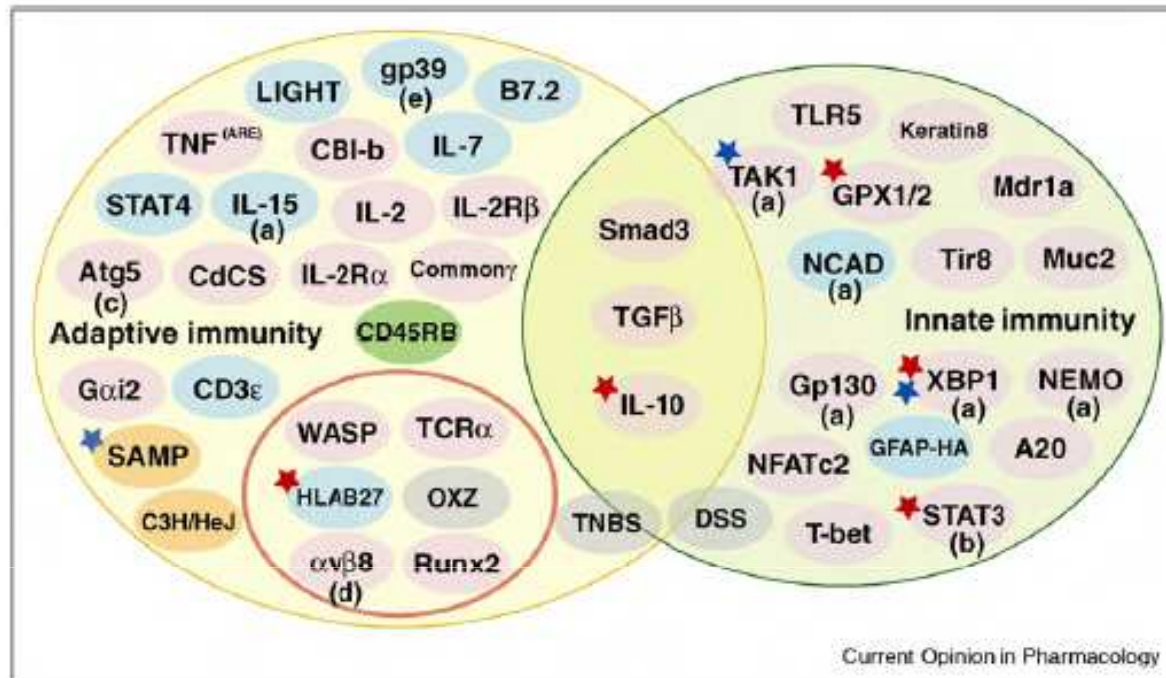 gp39
(e)
LIGHT
B7.2
TNF (ARE)
CBI-b
IL-7
STAT4
IL-15
(a)
IL-2
IL-2Rβ
Atg5
(c)
CdCS
IL-2Rα
Commonγ
Adaptive immunity
CD45RB
Gαi2
CD3ε
SAMP
C3H/HeJ
WASP
TCRα
HLAB27
OXZ
αvβ8
(d)
Runx2
Smad3
TGFβ
IL-10
TNBS
DSS
TLR5
Keratin8
TAK1
(a)
GPX1/2
Mdr1a
NCAD
(a)
Tir8
Muc2
Innate immunity
Gp130
(a)
XBP1
(a)
NEMO
(a)
NFATc2
GFAP-HA
A20
T-bet
STAT3
(b)
Current Opinion in Pharmacology